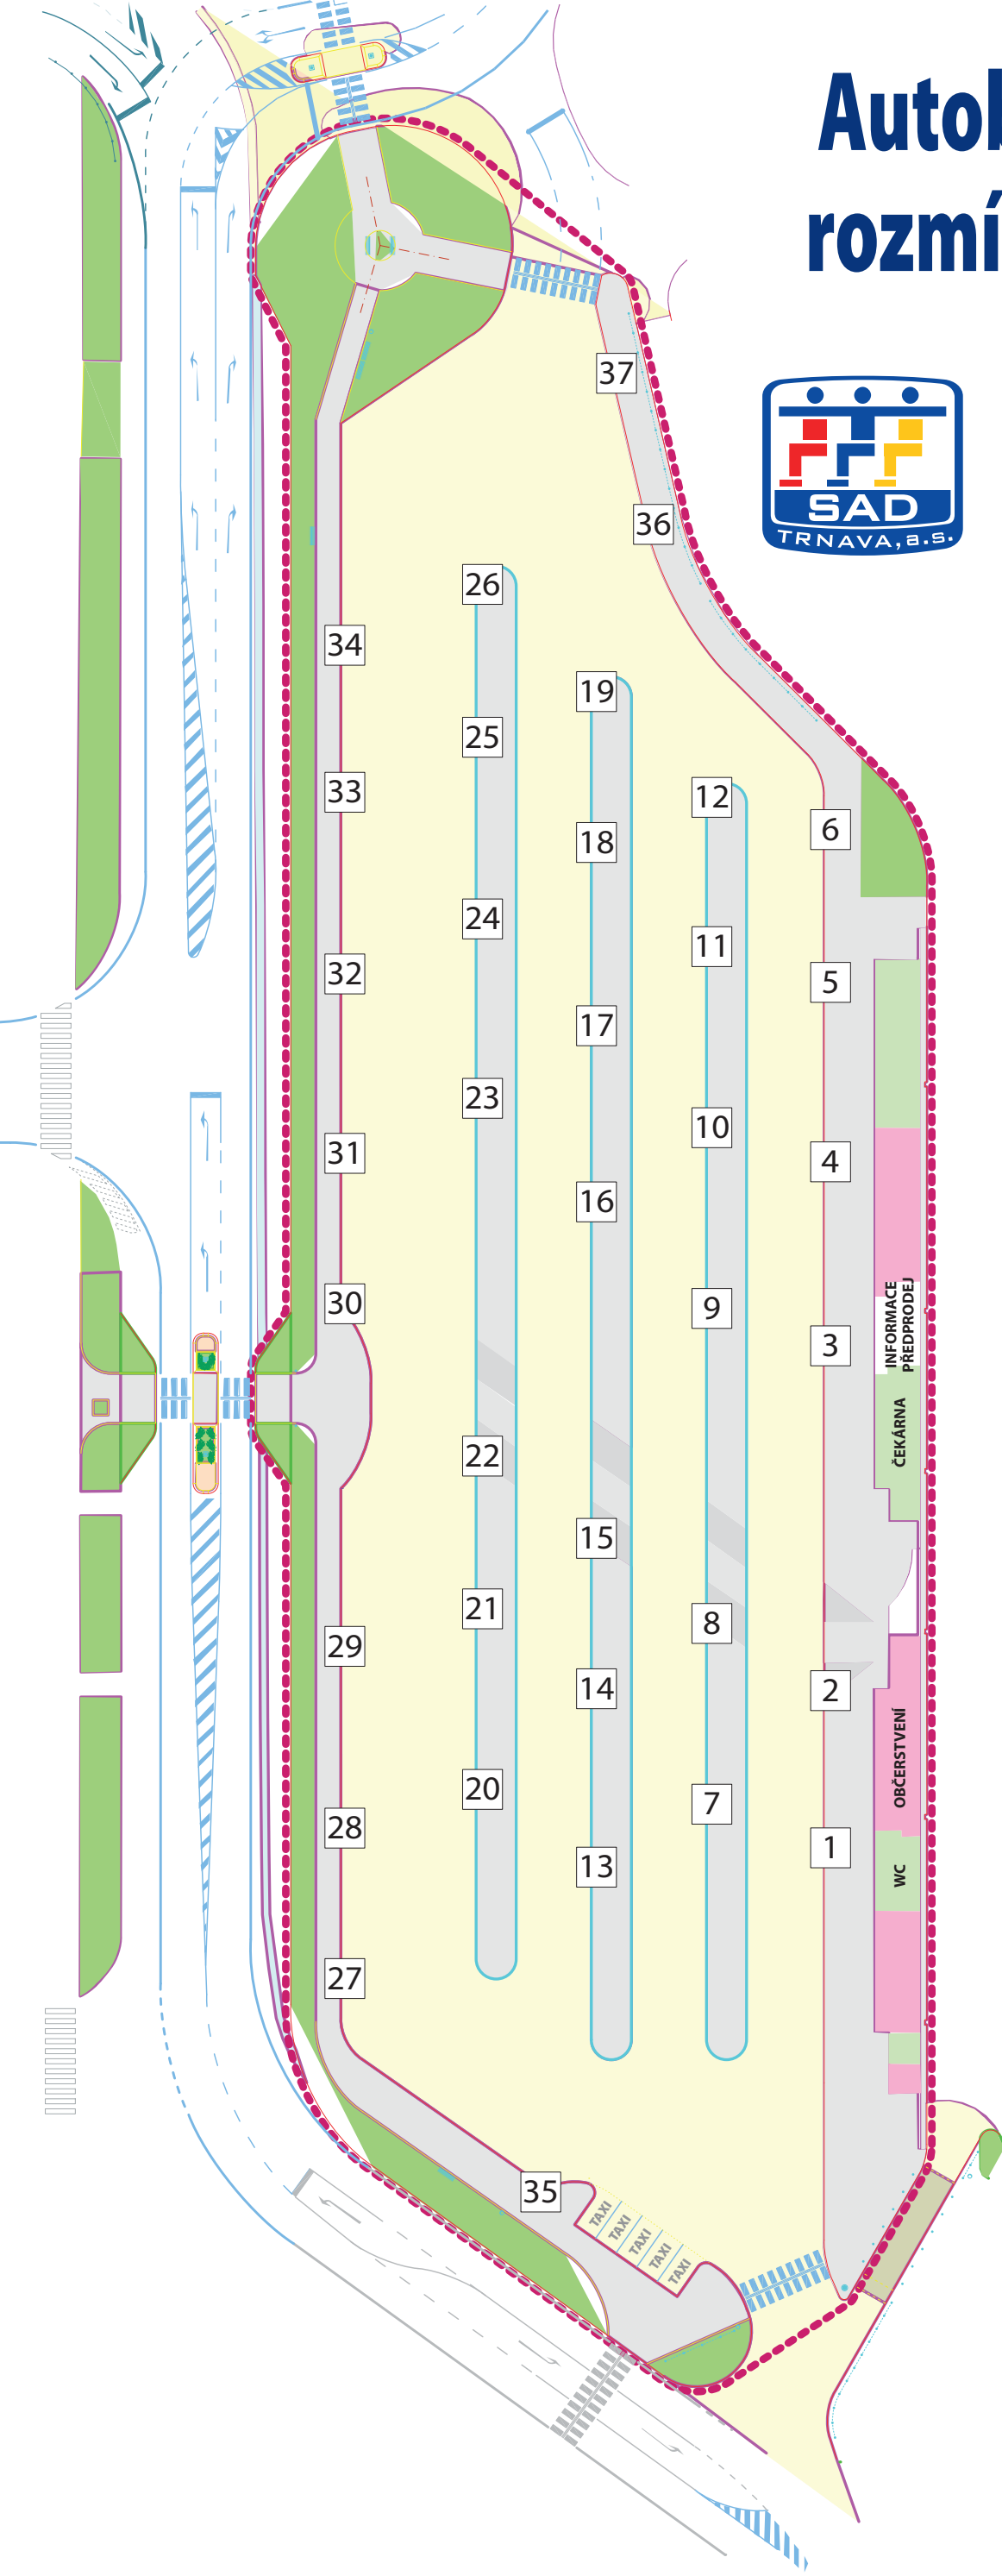 Autob
rozmí
SAD
TRNAVA, a.s.
37
36
26
34
19
25
33
12
6
18
24
11
32
5
17
23
10
31
4
16
30
9
3
INFORMACE
PŘEDPRODEJ
ČEKÁRNA
22
15
21
8
29
14
2
OBČERSTVENÍ
20
7
28
1
13
WC
27
35
TAXI
TAXI
TAXI
TAXI
TAXI